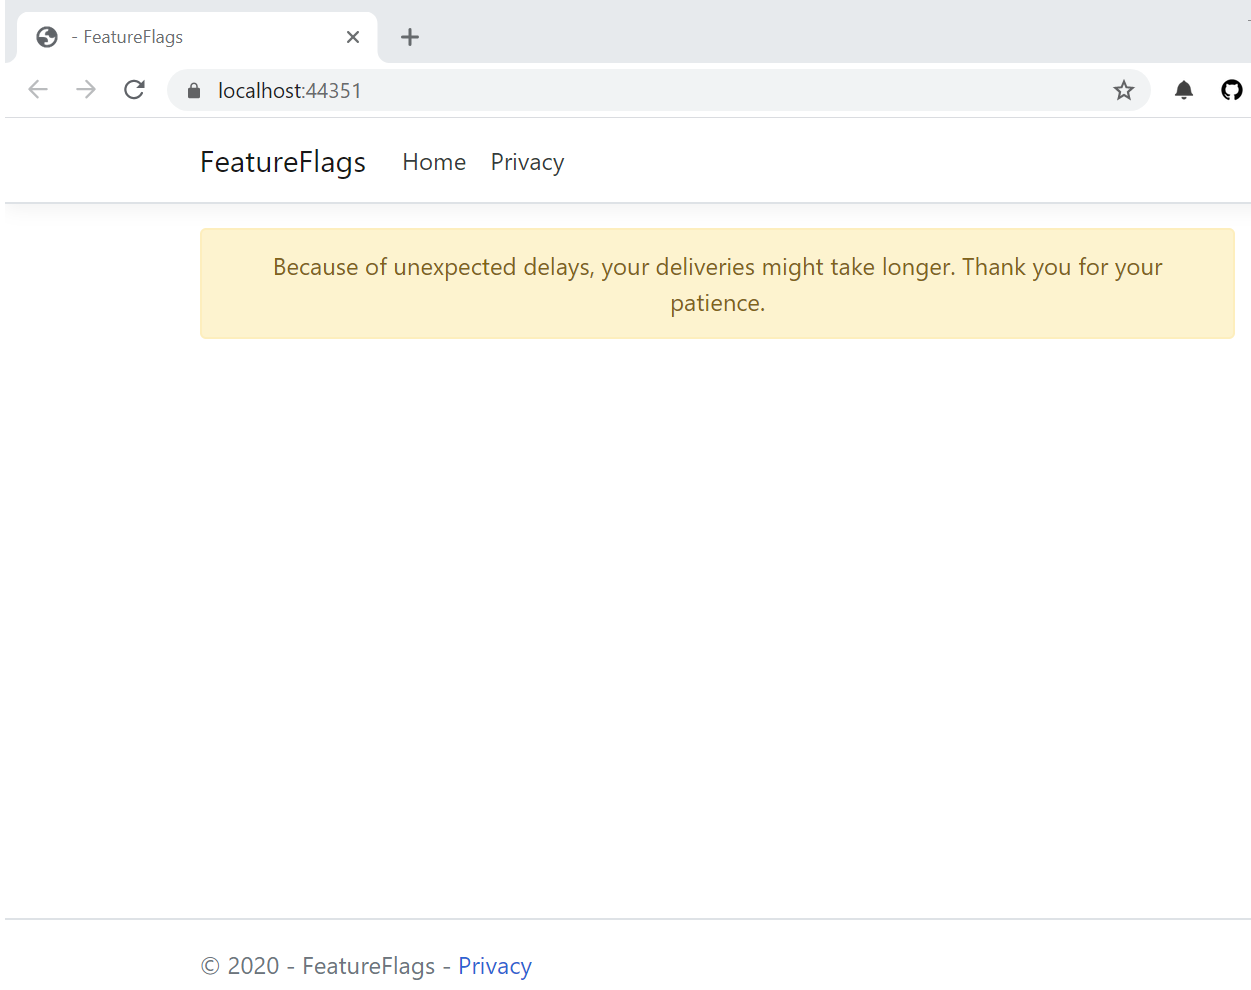 - FeatureFlags
localhost:44351
FeatureFlags Home Privacy
Because of unexpected delays, your deliveries might take longer. Thank you for your
patience.
© 2020 - FeatureFlags - Privacy